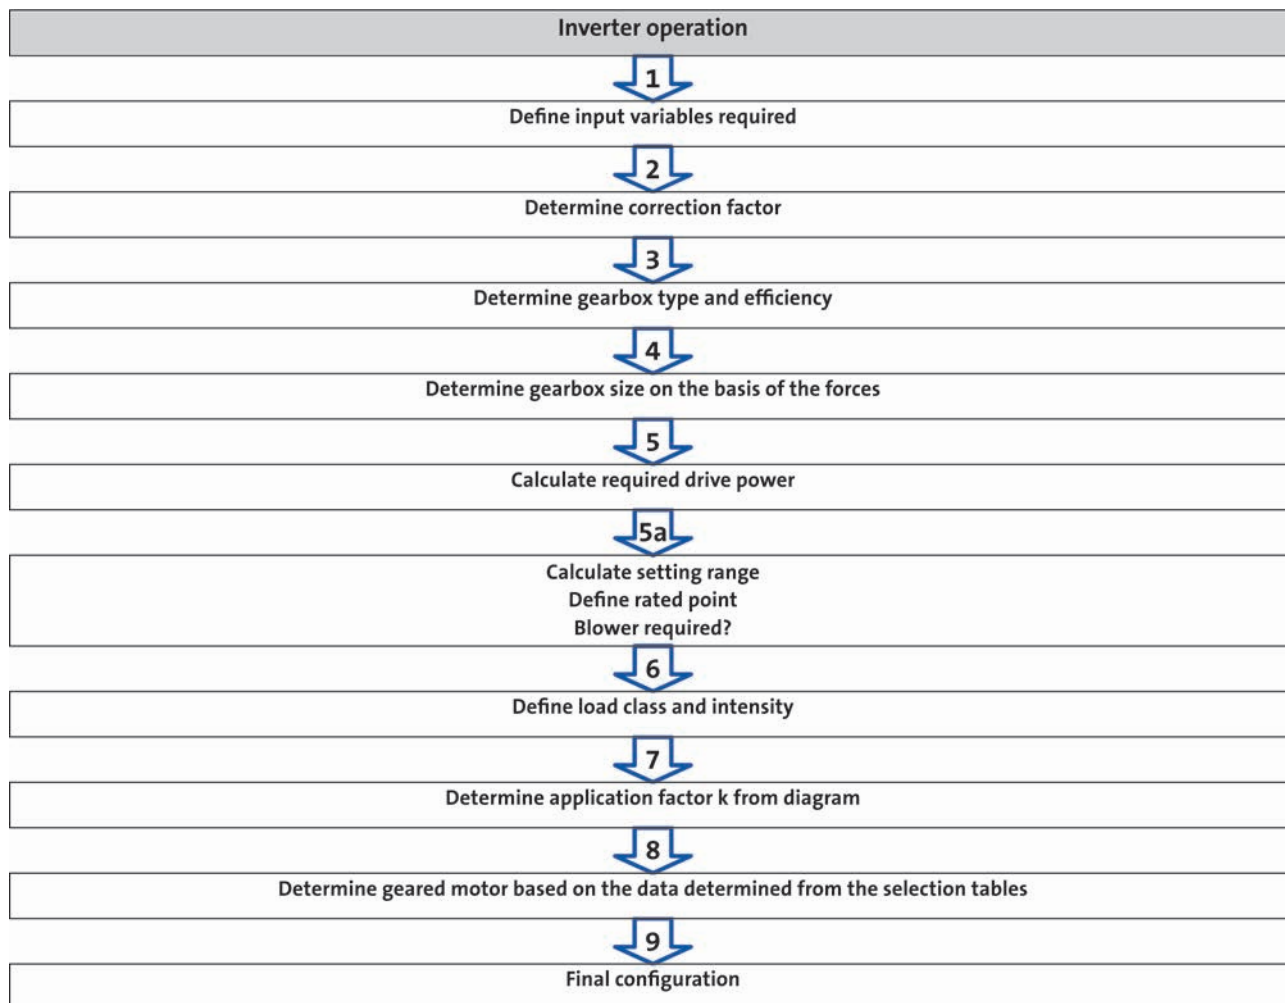 Inverter operation
1
Define input variables required
2
Determine correction factor
3
Determine gearbox type and efficiency
4
Determine gearbox size on the basis of the forces
5
Calculate required drive power
5a
Calculate setting range
Define rated point
Blower required?
6
Define load class and intensity
7
Determine application factor k from diagram
8
Determine geared motor based on the data determined from the selection tables
9
Final configuration